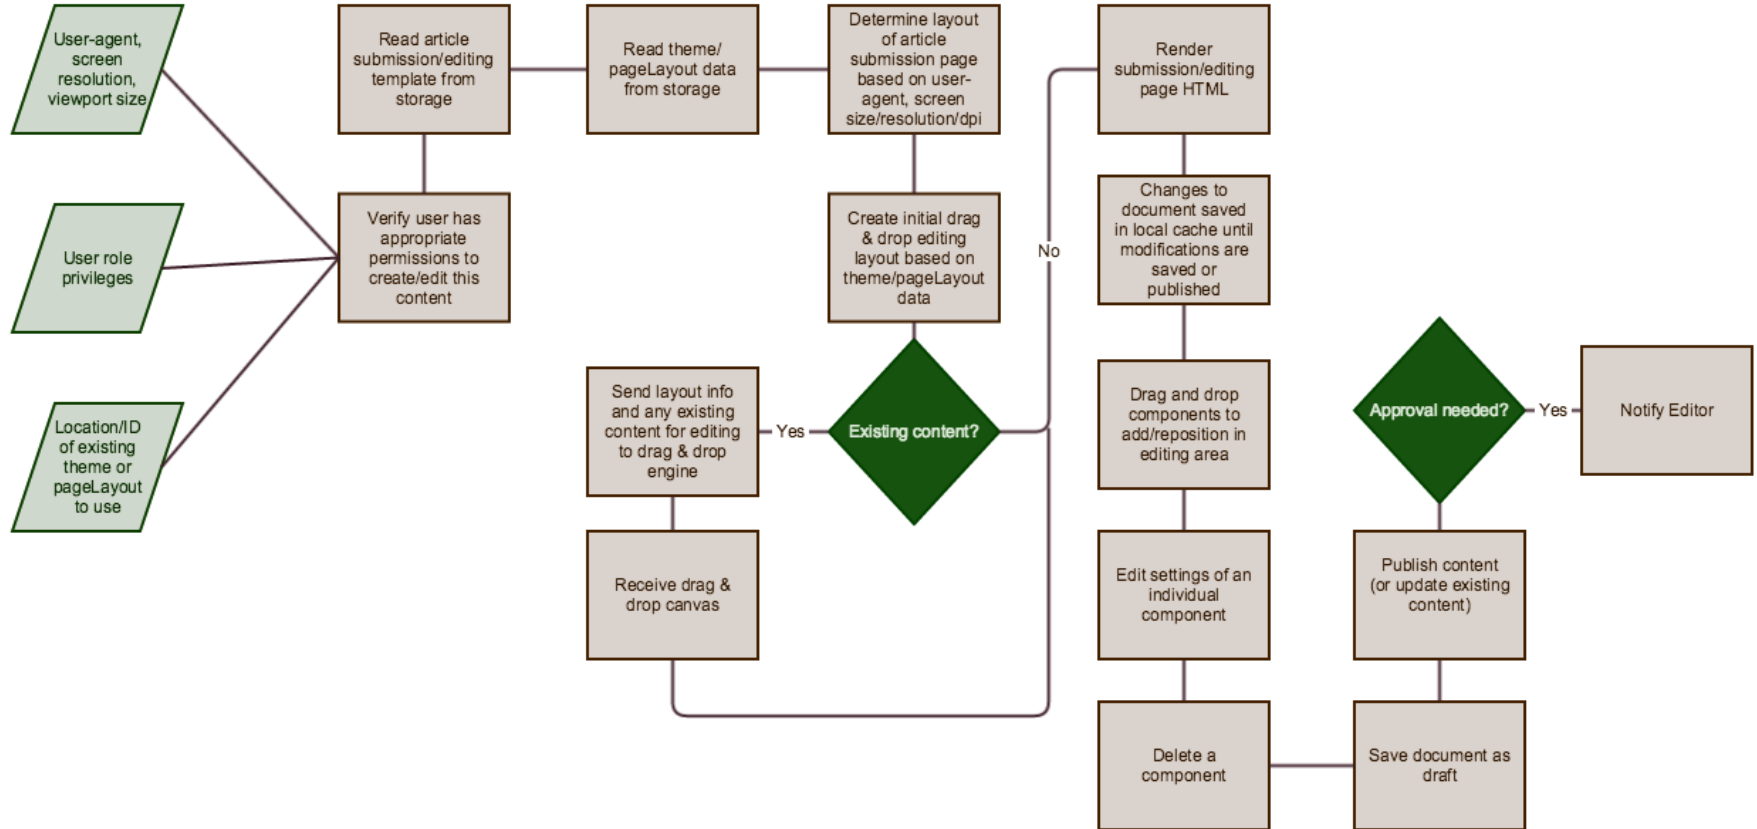 User-agent,
screen
resolution,
viewport size
User role
privileges
Location/ID
of existing
theme or
pageLayout
to use
Verify user has
appropriate
permissions to
create/edit this
content
Read article
submission/editing
template from
storage
Read theme/
pageLayout data
from storage
Determine layout
of article
submission page
based on user-
agent, screen
size/resolution/dpi
Create initial drag
& drop editing
layout based on
theme/pageLayout
data
Existing content?
Yes
Send layout info
and any existing
content for editing
to drag & drop
engine
Receive drag &
drop canvas
No
Render
submission/editing
page HTML
Changes to
document saved
in local cache until
modifications are
saved or
published
Drag and drop
components to
add/reposition in
editing area
Edit settings of an
individual
component
Delete a
component
Save document as
draft
Publish content
(or update existing
content)
Approval needed?
Yes
Notify Editor